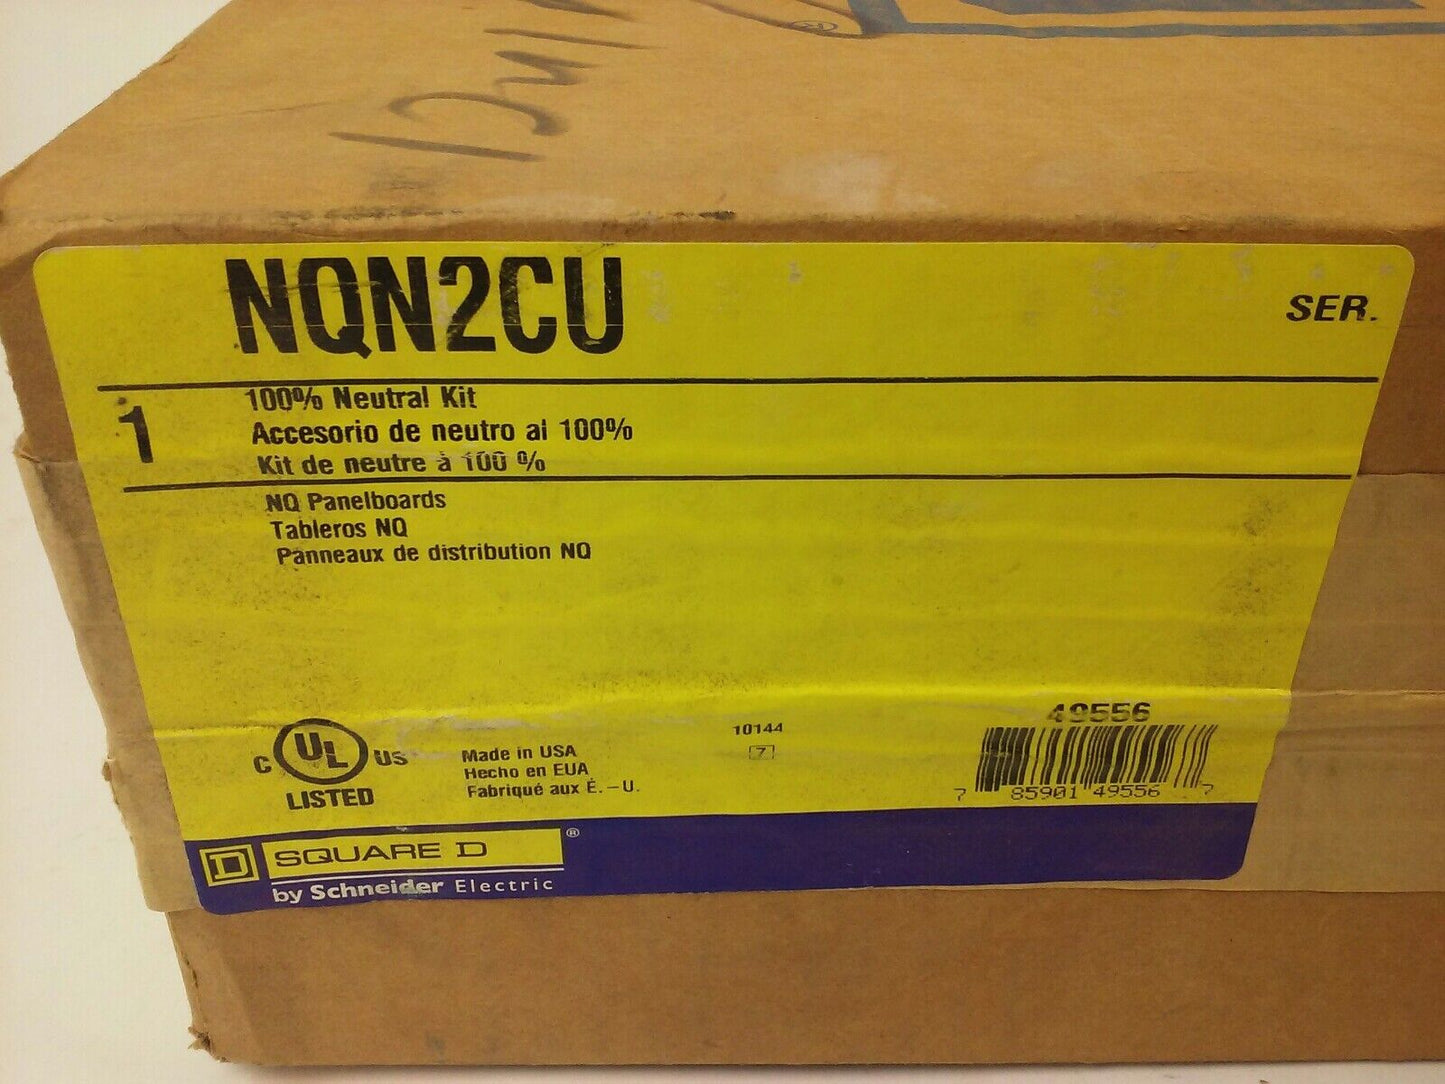 NQN2CU
SER.
1
100% Neutral Kit
Accesorio de neutro al 100%
Kit de neutre à 100 %
NQ Panelboards
Tableros NQ
Panneaux de distribution NQ
C UL US
LISTED
Made in USA
Hecho en EUA
Fabriqué aux É.-U.
10144
7
49556
7 85901 49556 7
D SQUARE D ®
by Schneider Electric
®